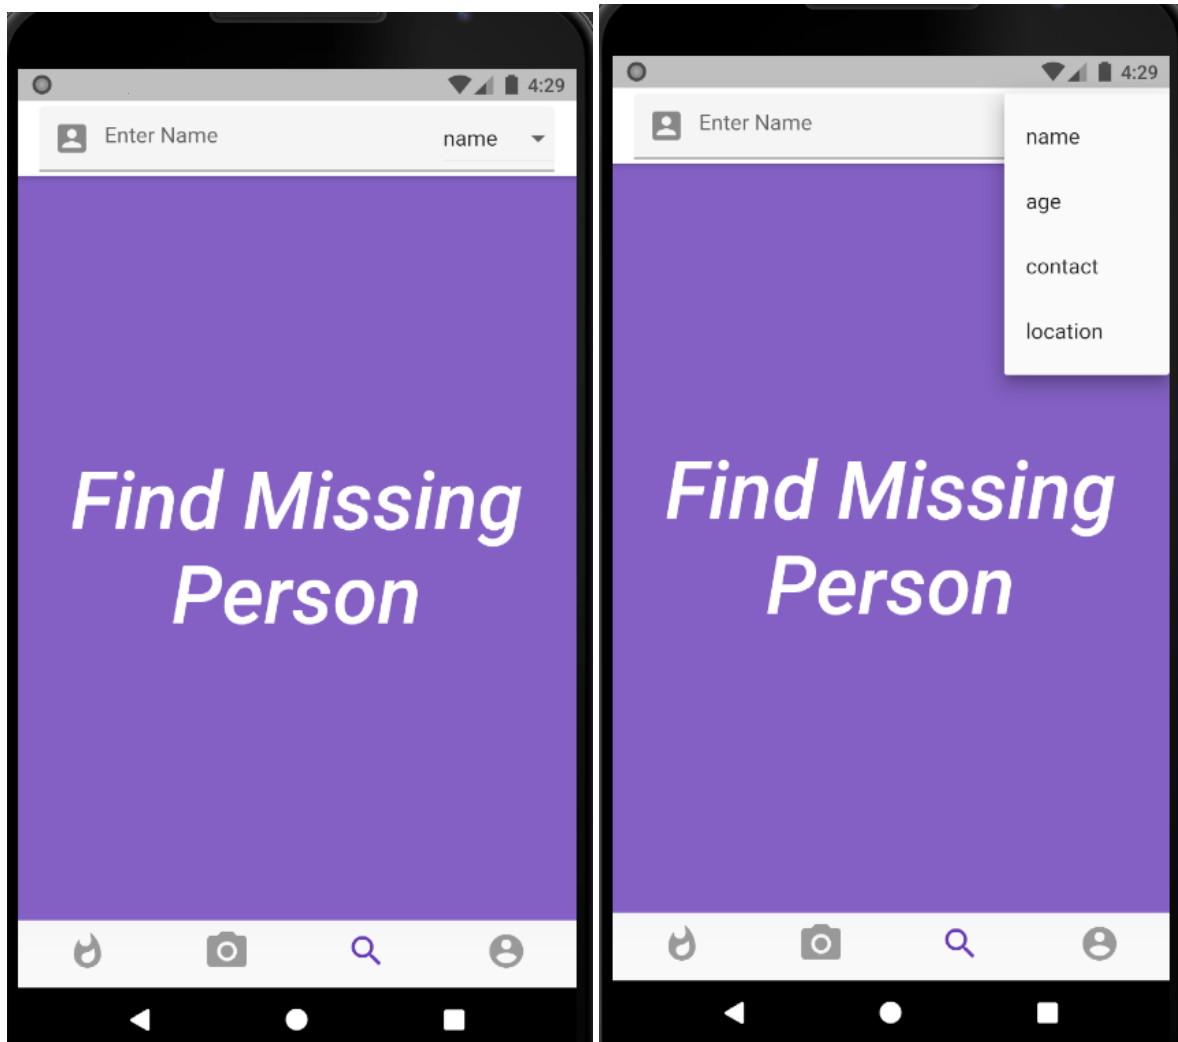 4:29
Enter Name
name
Find Missing
Person
4:29
Enter Name
name
age
contact
location
Find Missing
Person